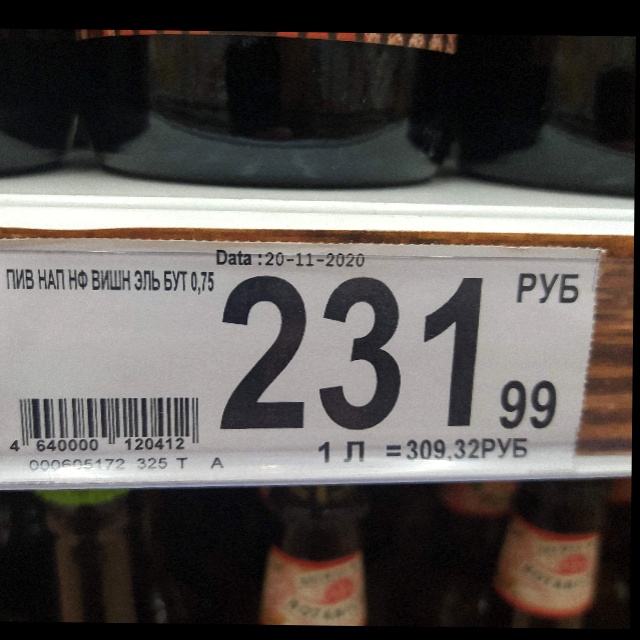 Data : 20-11-2020
ПИВ НАП НФ ВИШН ЭЛЬ БУТ 0,75
231 99 РУБ
4 640000 120412
1 Л = 309.32РУБ
000605172 325 Т А